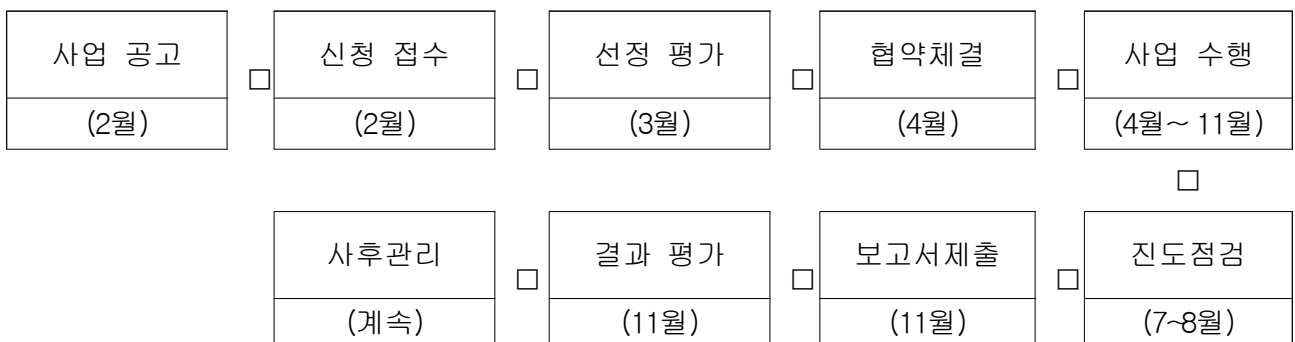 사업 공고
(2월)
□
신청 접수
(2월)
□
선정 평가
(3월)
□
협약체결
(4월)
□
사업 수행
(4월~ 11월)
□
사후관리
(계속)
□
결과 평가
(11월)
□
보고서제출
(11월)
□
진도점검
(7~8월)